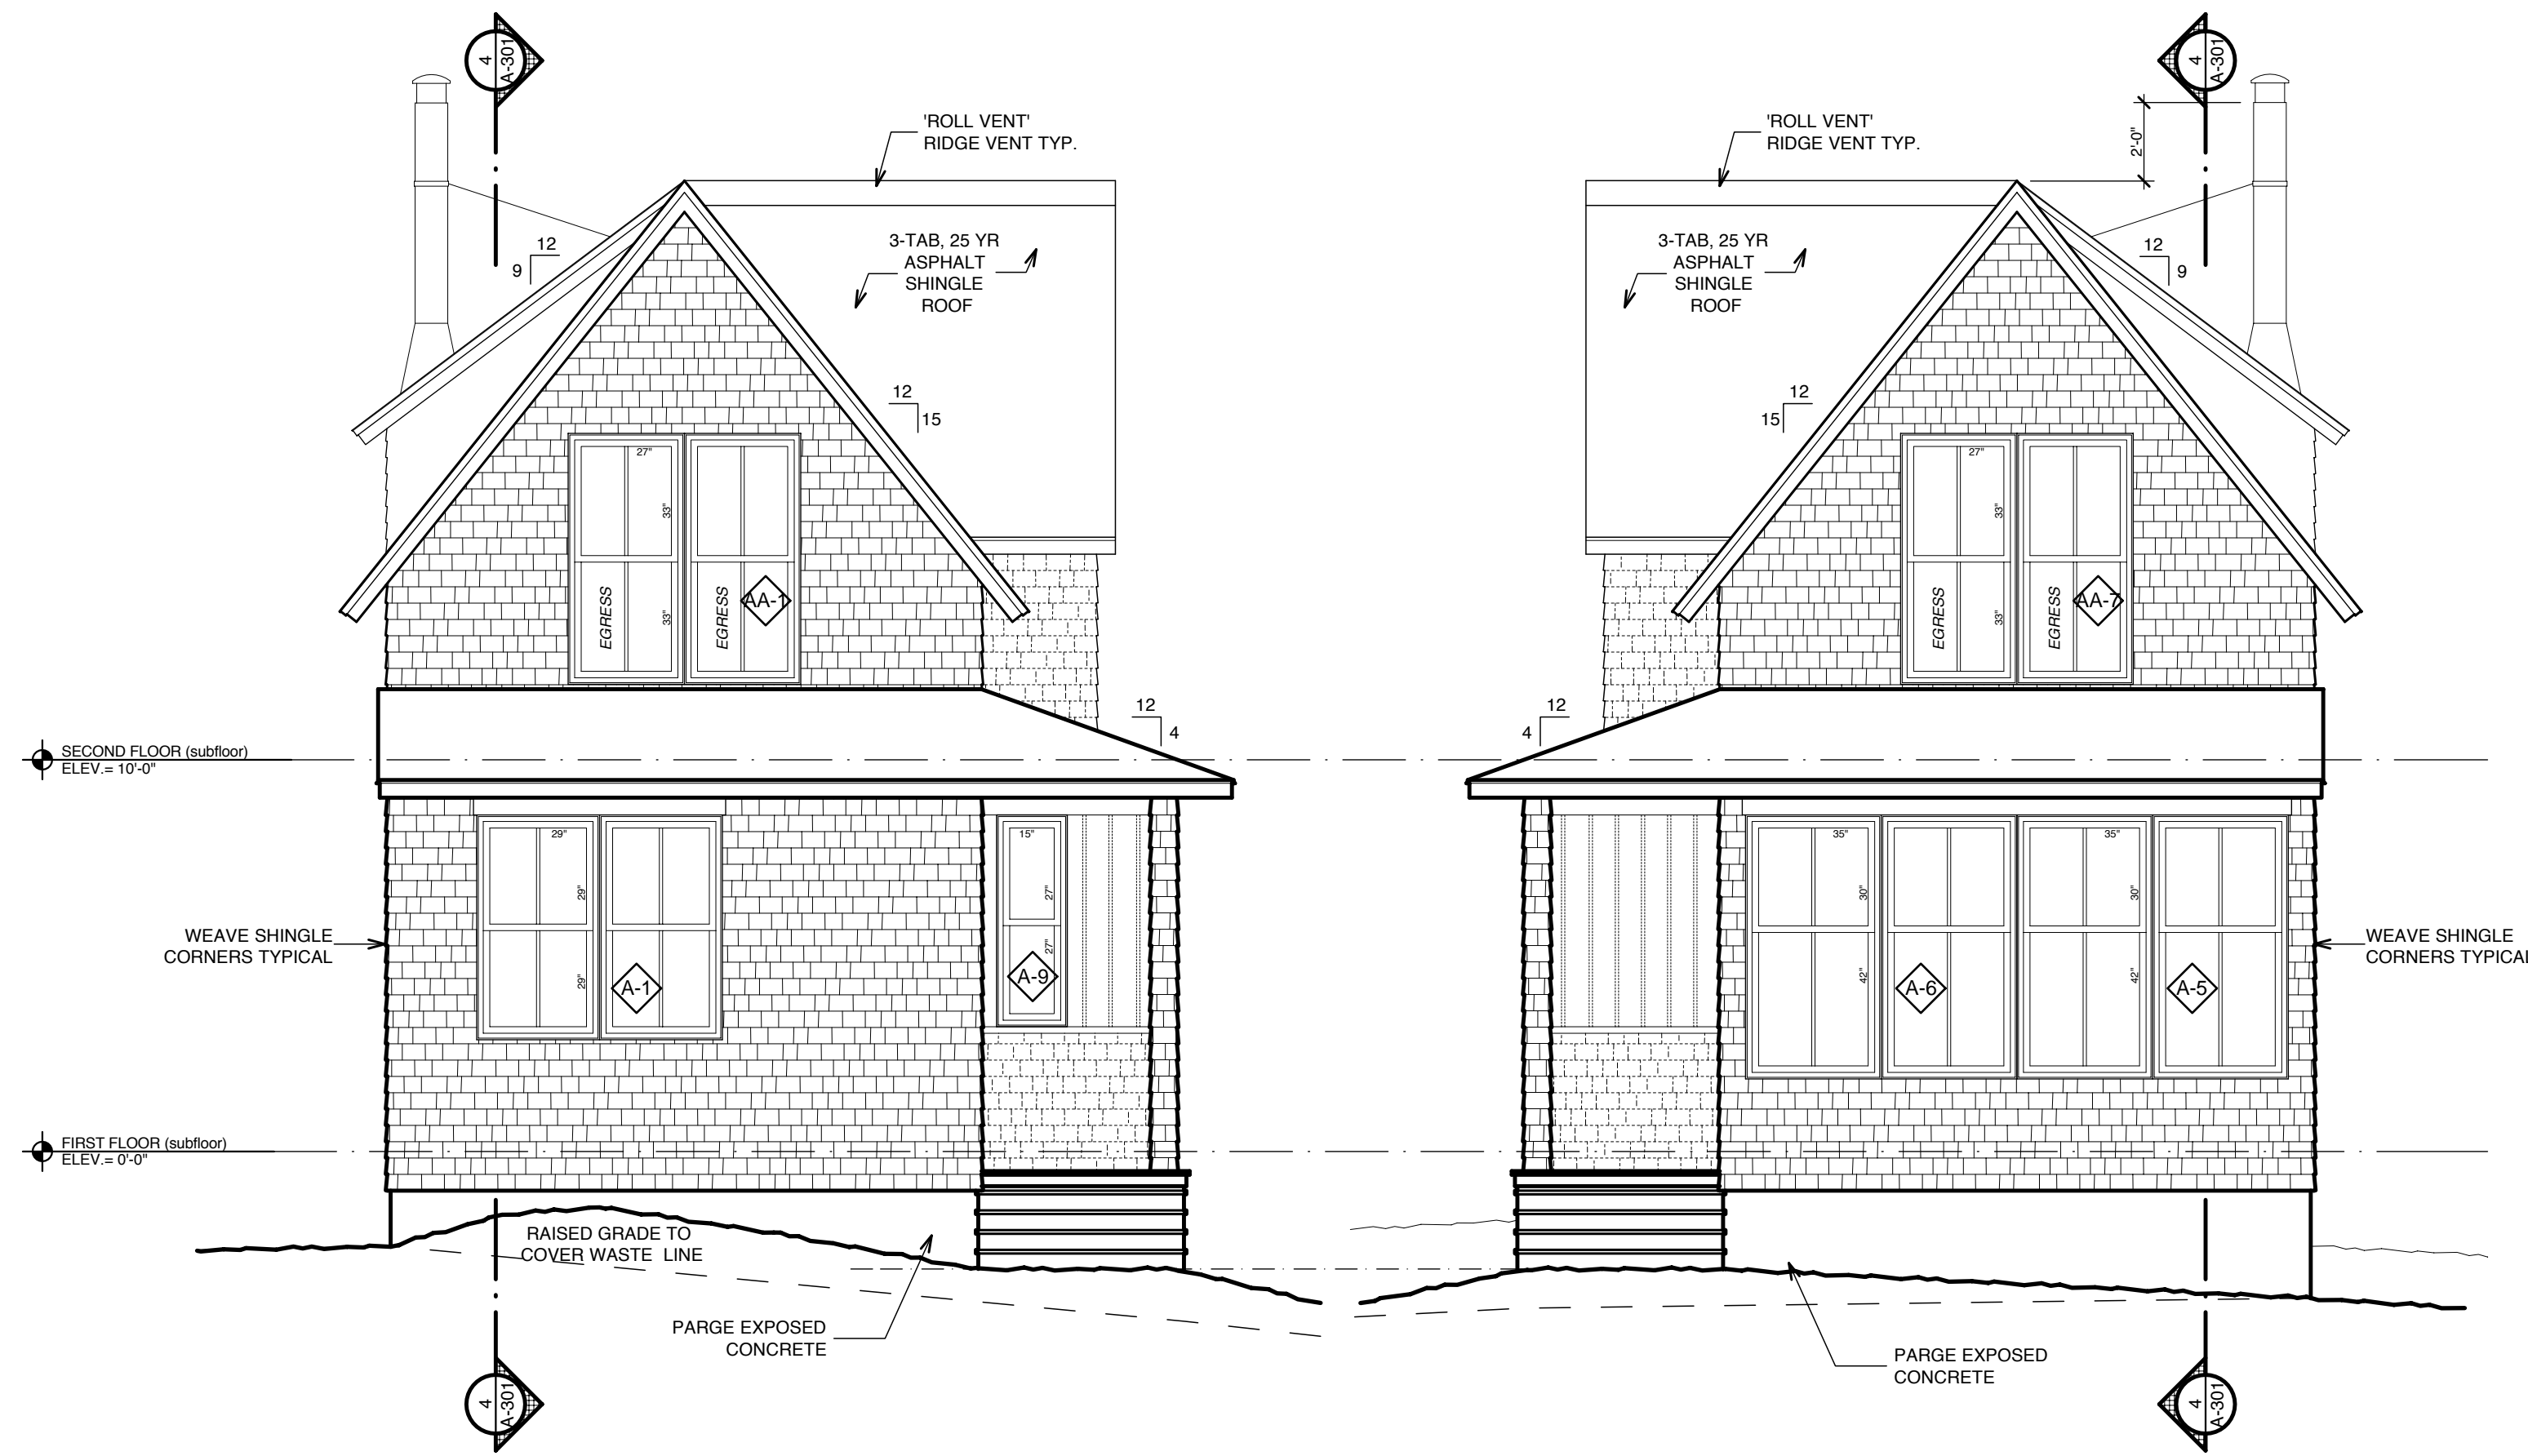 4
A-301
4
A-301
'ROLL VENT'
RIDGE VENT TYP.
'ROLL VENT'
RIDGE VENT TYP.
2'-0"
12
9
3-TAB, 25 YR
ASPHALT
SHINGLE
ROOF
3-TAB, 25 YR
ASPHALT
SHINGLE
ROOF
12
9
12
15
12
15
27"
33"
33"
EGRESS
EGRESS
AA-1
27"
33"
33"
EGRESS
EGRESS
AA-7
12
4
12
4
SECOND FLOOR (subfloor)
ELEV.= 10'-0"
29"
29"
29"
A-1
15"
27"
27"
A-9
35"
30"
42"
A-6
35"
30"
42"
A-5
WEAVE SHINGLE
CORNERS TYPICAL
WEAVE SHINGLE
CORNERS TYPICAL
FIRST FLOOR (subfloor)
ELEV.= 0'-0"
RAISED GRADE TO
COVER WASTE LINE
PARGE EXPOSED
CONCRETE
PARGE EXPOSED
CONCRETE
4
A-301
4
A-301